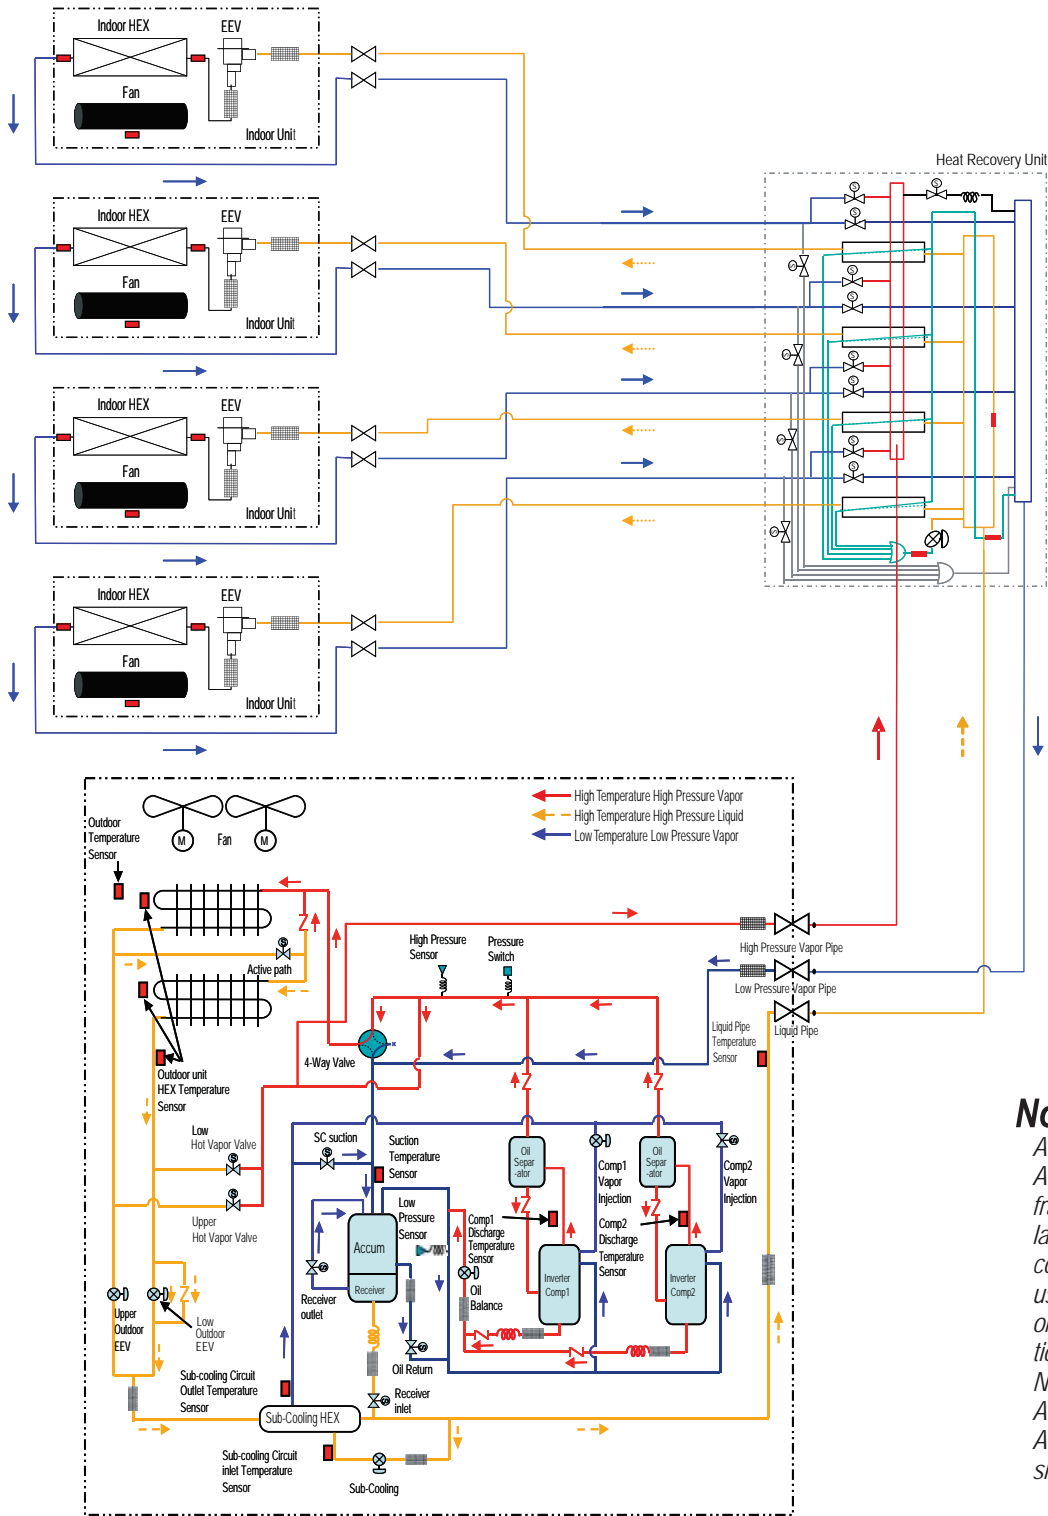 Indoor HEX
EEV
Fan
Indoor Unit
Heat Recovery Unit
S
S
Indoor HEX
EEV
Fan
Indoor Unit
S
S
S
S
Indoor HEX
EEV
Fan
Indoor Unit
S
S
S
S
S
S
Indoor HEX
EEV
Fan
Indoor Unit
High Temperature High Pressure Vapor
High Temperature High Pressure Liquid
Low Temperature Low Pressure Vapor
Outdoor
Temperature
Sensor
M
Fan
M
High Pressure
Sensor
Pressure
Switch
S
Active path
High Pressure Vapor Pipe
Low Pressure Vapor Pipe
Liquid Pipe
Liquid Pipe
Temperature
Sensor
4-Way Valve
Outdoor unit
HEX Temperature
Sensor
Low
Hot Vapor Valve
S
SC suction
S
Suction
Temperature
Sensor
Oil
Separ
-ator
Oil
Separ
-ator
S
Comp1
Vapor
Injection
Comp2
Vapor
Injection
S
Upper
Hot Vapor Valve
Low
Pressure
Sensor
Comp1
Discharge
Temperature
Sensor
Comp2
Discharge
Temperature
Sensor
Accum
Receiver
S
Receiver
outlet
Oil
Balance
Inverter
Comp1
Inverter
Comp2
Upper
Outdoor
EEV
Low
Outdoor
EEV
S
Oil Return
Sub-cooling Circuit
Outlet Temperature
Sensor
S
Receiver
inlet
Sub-Cooling HEX
Sub-cooling Circuit
inlet Temperature
Sensor
Sub-Cooling
No
A
A
fr
la
co
us
or
tic
N
A
A